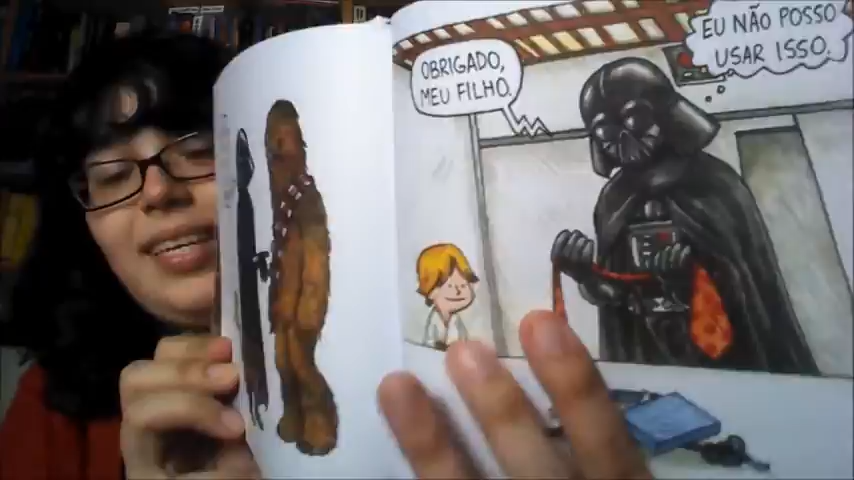 OBRIGADO,
MEU FILHO.
EU NÃO POSSO
USAR ISSO.